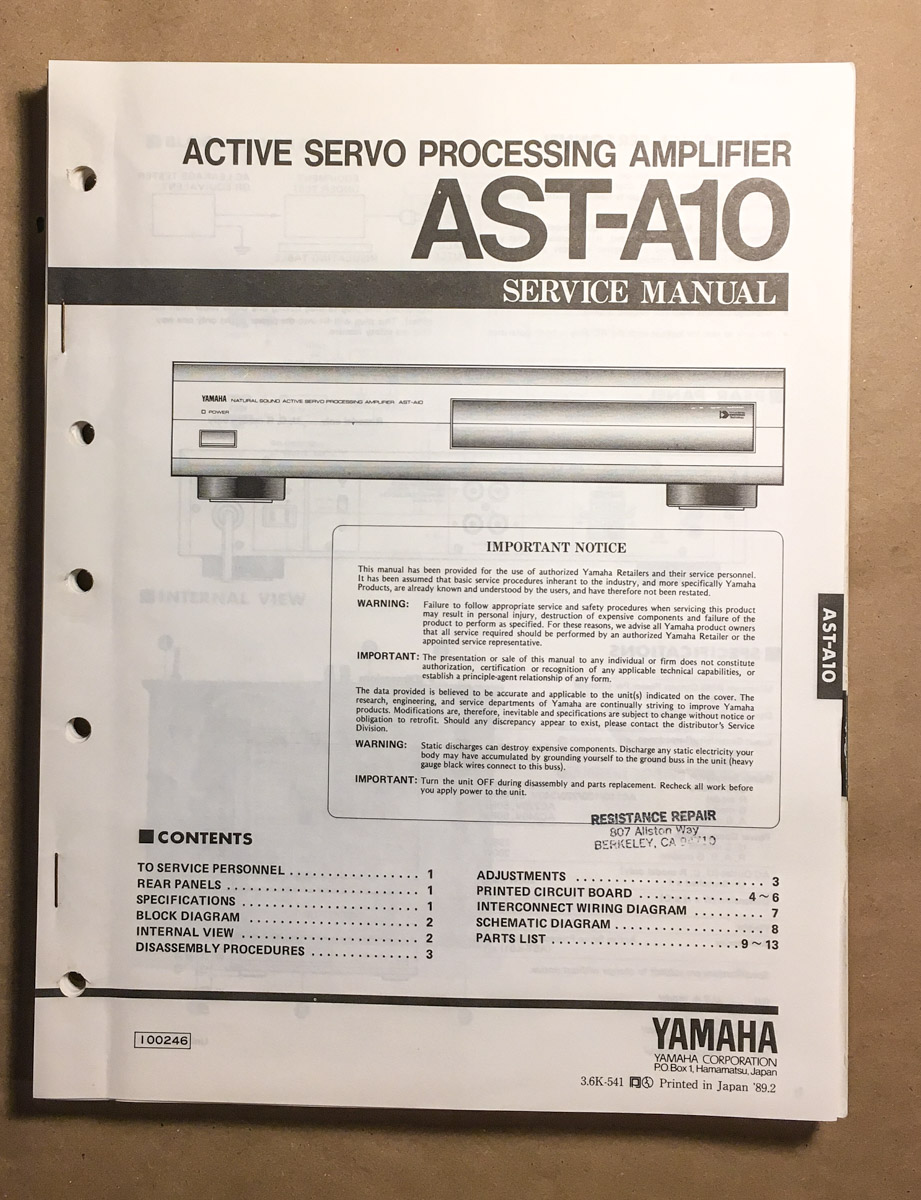 ACTIVE SERVO PROCESSING AMPLIFIER
AST-A10
SERVICE MANUAL
YAMAHA NATURAL SOUND ACTIVE SERVO PROCESSING AMPLIFIER AST-A10
POWER
IMPORTANT NOTICE
This manual has been provided for the use of authorized Yamaha Retailers and their service personnel.
It has been assumed that basic service procedures inherant to the industry, and more specifically Yamaha
Products, are already known and understood by the users, and have therefore not been restated.
WARNING: Failure to follow appropriate service and safety procedures when servicing this product
may result in personal injury, destruction of expensive components and failure of the
product to perform as specified. For these reasons, we advise all Yamaha product owners
that all service required should be performed by an authorized Yamaha Retailer or the
appointed service representative.
IMPORTANT: The presentation or sale of this manual to any individual or firm does not constitute
authorization, certification or recognition of any applicable technical capabilities, or
establish a principle-agent relationship of any form.
The data provided is believed to be accurate and applicable to the unit(s) indicated on the cover. The
research, engineering, and service departments of Yamaha are continually striving to improve Yamaha
products. Modifications are, therefore, inevitable and specifications are subject to change without notice or
obligation to retrofit. Should any discrepancy appear to exist, please contact the distributor's Service
Division.
WARNING: Static discharges can destroy expensive components. Discharge any static electricity your
body may have accumulated by grounding yourself to the ground buss in the unit (heavy
gauge black wires connect to this buss).
IMPORTANT: Turn the unit OFF during disassembly and parts replacement. Recheck all work before
you apply power to the unit.
AST-A10
RESISTANCE REPAIR
807 Allston Way
BERKELEY, CA
■ CONTENTS
TO SERVICE PERSONNEL . . . . . . . . . . . . . . . . 1
REAR PANELS . . . . . . . . . . . . . . . . . . . . . . . . 1
SPECIFICATIONS . . . . . . . . . . . . . . . . . . . . . . 1
BLOCK DIAGRAM . . . . . . . . . . . . . . . . . . . . . 2
INTERNAL VIEW . . . . . . . . . . . . . . . . . . . . . . 2
DISASSEMBLY PROCEDURES . . . . . . . . . . . . . 3
ADJUSTMENTS . . . . . . . . . . . . . . . . . . . . . . . 3
PRINTED CIRCUIT BOARD . . . . . . . . . . . . 4～6
INTERCONNECT WIRING DIAGRAM . . . . . . . . 7
SCHEMATIC DIAGRAM . . . . . . . . . . . . . . . . . . 8
PARTS LIST . . . . . . . . . . . . . . . . . . . . . . . 9～13
100246
YAMAHA
YAMAHA CORPORATION
P.O.Box 1, Hamamatsu, Japan
3.6K-541 Printed in Japan '89.2